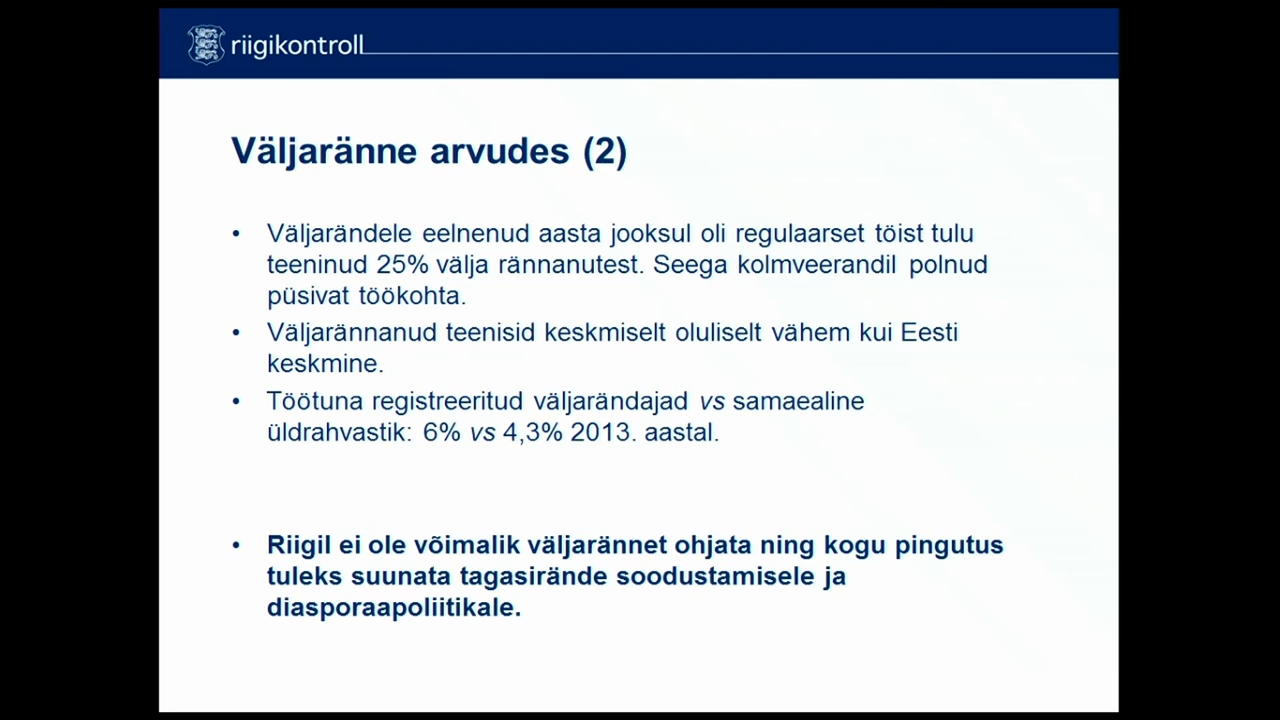 riigikontroll
Väljaränne arvudes (2)
• Väljarändele eelnenud aasta jooksul oli regulaarset töist tulu
teeninud 25% välja rännanutest. Seega kolmveerandil polnud
püsivat töökohta.
• Väljarännanud teenisid keskmiselt oluliselt vähem kui Eesti
keskmine.
• Töötuna registreeritud väljarändajad vs samaealine
üldrahvastik: 6% vs 4,3% 2013. aastal.
• Riigil ei ole võimalik väljarännet ohjata ning kogu pingutus
tuleks suunata tagasirände soodustamisele ja
diasporaapoliitikale.